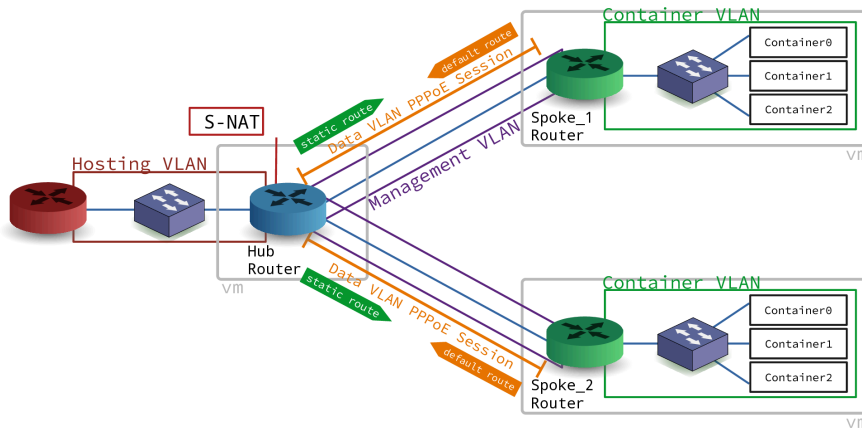 Container VLAN
Container0
Container1
Container2
default route
Data VLAN PPPoE Session
static route
Spoke_1
Router
vm
S-NAT
Management VLAN
Hosting VLAN
Hub
Router
vm
Data VLAN PPPoE Session
static route
default route
Container VLAN
Container0
Container1
Container2
Spoke_2
Router
vm